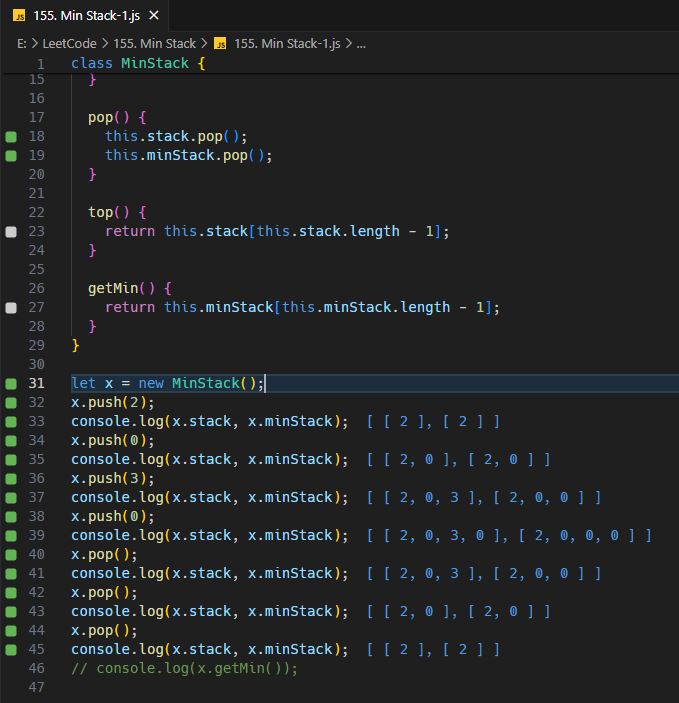 JS 155. Min Stack-1.js ×
E: > LeetCode > 155. Min Stack > JS 155. Min Stack-1.js > ...
1 class MinStack {
15 }
16
17 pop() {
18 this.stack.pop();
19 this.minStack.pop();
20 }
21
22 top() {
23 return this.stack[this.stack.length - 1];
24 }
25
26 getMin() {
27 return this.minStack[this.minStack.length - 1];
28 }
29 }
30
31 let x = new MinStack();
32 x.push(2);
33 console.log(x.stack, x.minStack); [ [ 2 ], [ 2 ] ]
34 x.push(0);
35 console.log(x.stack, x.minStack); [ [ 2, 0 ], [ 2, 0 ] ]
36 x.push(3);
37 console.log(x.stack, x.minStack); [ [ 2, 0, 3 ], [ 2, 0, 0 ] ]
38 x.push(0);
39 console.log(x.stack, x.minStack); [ [ 2, 0, 3, 0 ], [ 2, 0, 0, 0 ] ]
40 x.pop();
41 console.log(x.stack, x.minStack); [ [ 2, 0, 3 ], [ 2, 0, 0 ] ]
42 x.pop();
43 console.log(x.stack, x.minStack); [ [ 2, 0 ], [ 2, 0 ] ]
44 x.pop();
45 console.log(x.stack, x.minStack); [ [ 2 ], [ 2 ] ]
46 // console.log(x.getMin());
47